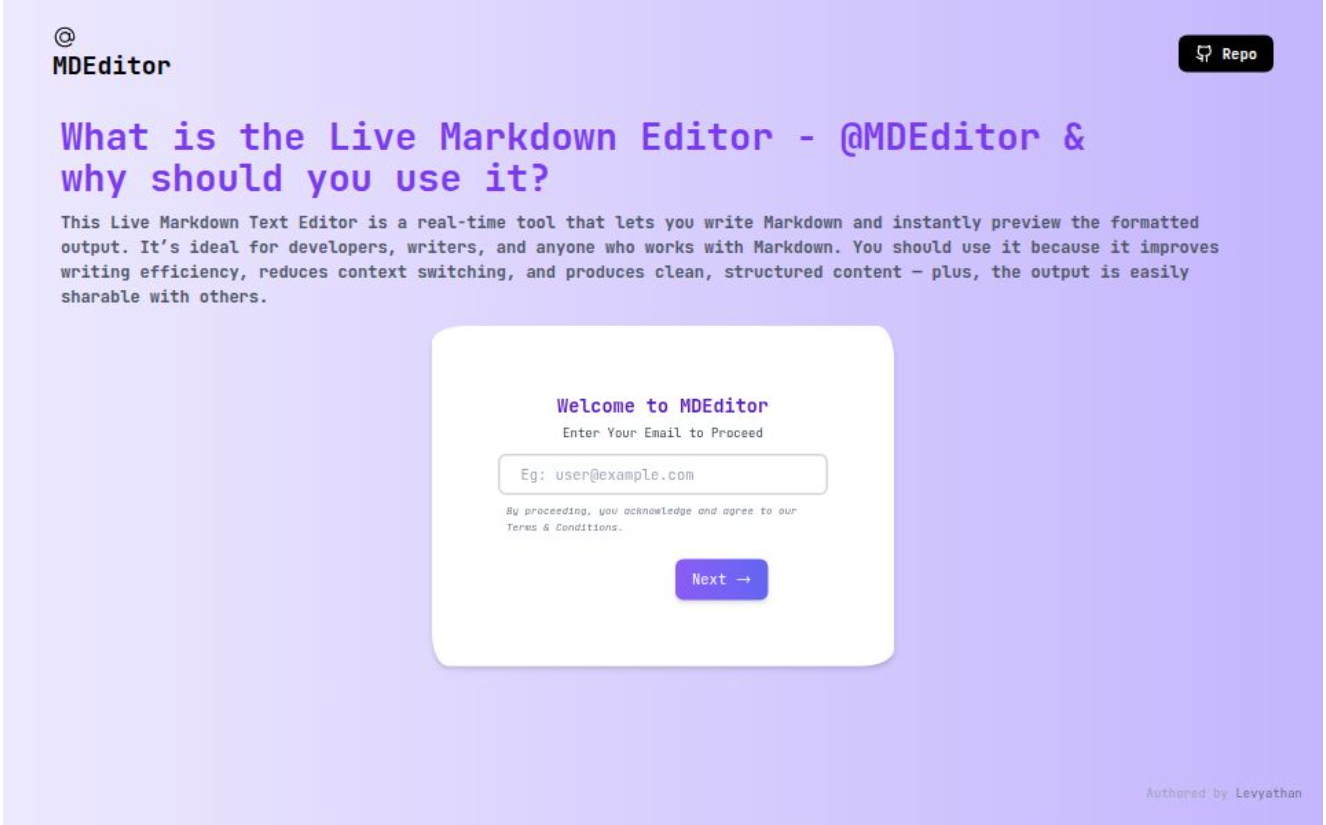 @
MDEditor
Repo
What is the Live Markdown Editor - @MDEditor &
why should you use it?
This Live Markdown Text Editor is a real-time tool that lets you write Markdown and instantly preview the formatted
output. It’s ideal for developers, writers, and anyone who works with Markdown. You should use it because it improves
writing efficiency, reduces context switching, and produces clean, structured content — plus, the output is easily
sharable with others.
Welcome to MDEditor
Enter Your Email to Proceed
Eg: user@example.com
By proceeding, you acknowledge and agree to our
Terms & Conditions.
Next →
Authored by Levyathan